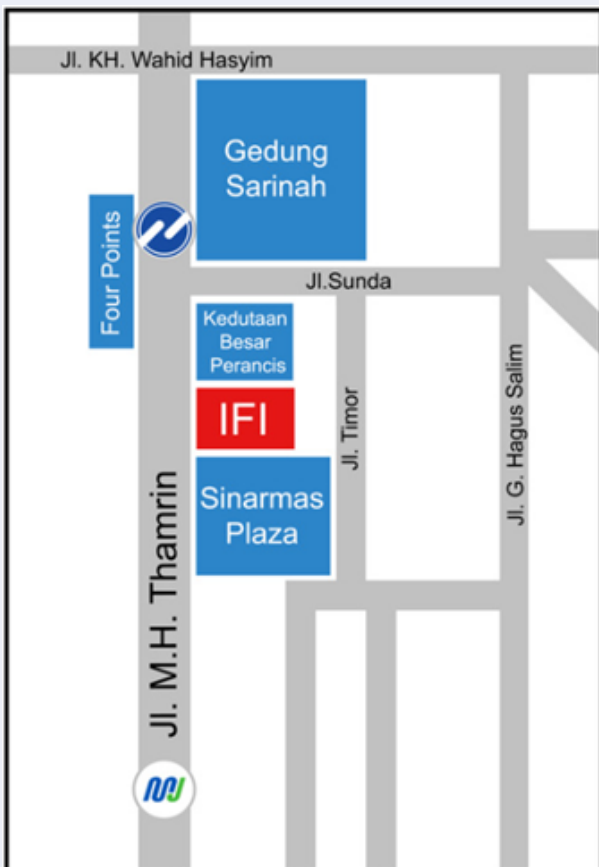 Jl. KH. Wahid Hasyim
Gedung
Sarinah
Four Points
Jl.Sunda
Kedutaan
Besar
Perancis
IFI
Jl. Timor
Jl. G. Hagus Salim
Sinarmas
Plaza
Jl. M.H. Thamrin